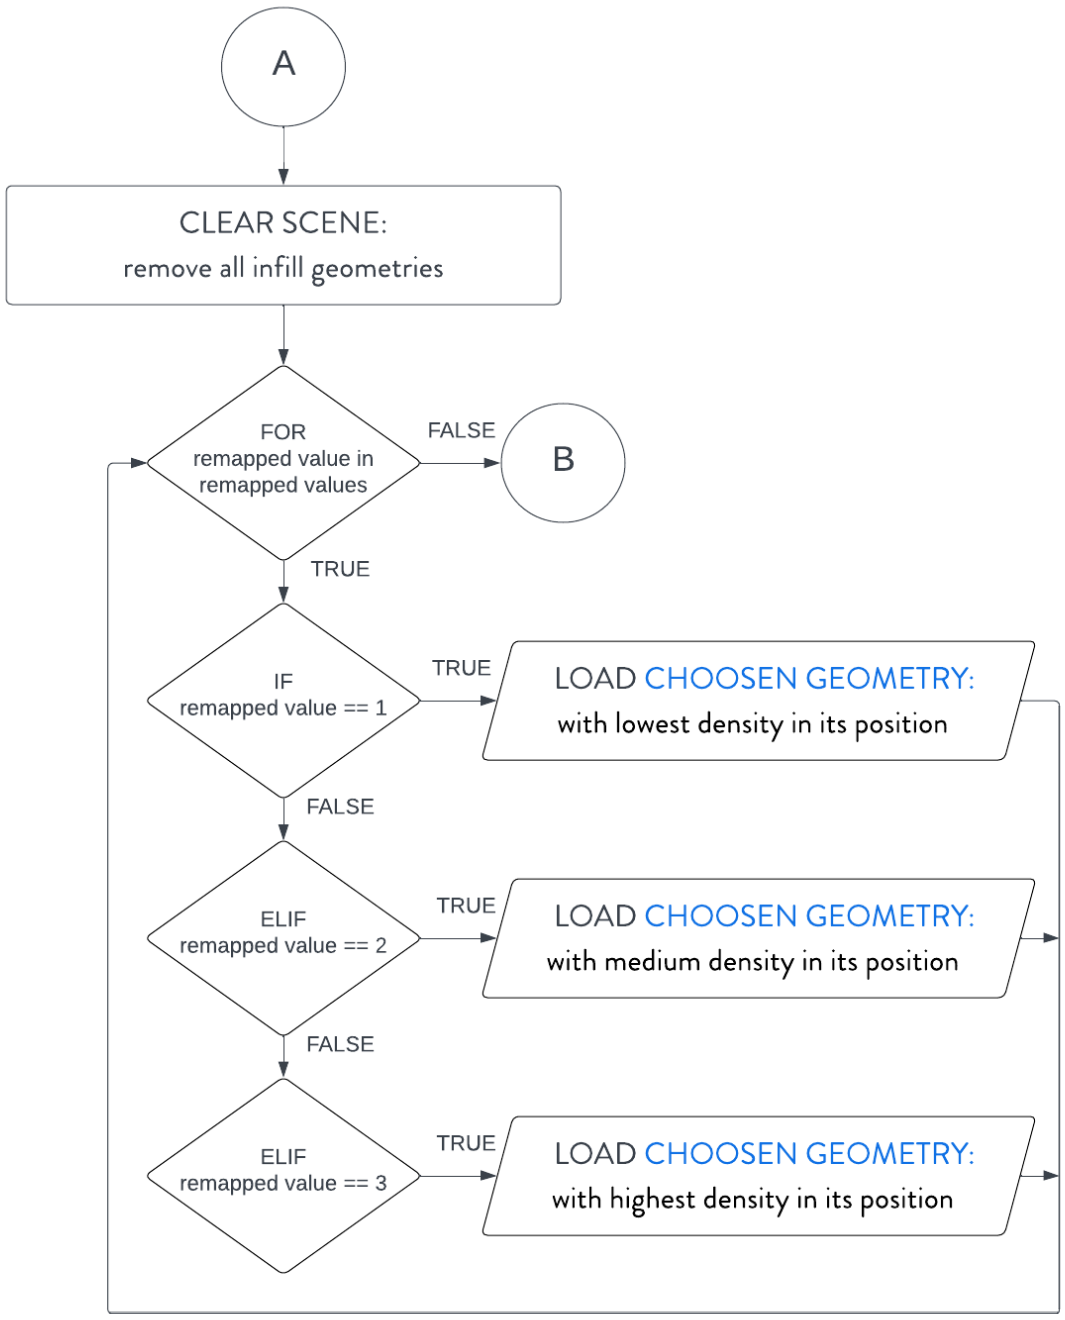 A
CLEAR SCENE:
remove all infill geometries
FOR
remapped value in
remapped values
FALSE
B
TRUE
IF
remapped value == 1
TRUE
LOAD CHOOSEN GEOMETRY:
with lowest density in its position
FALSE
ELIF
remapped value == 2
TRUE
LOAD CHOOSEN GEOMETRY:
with medium density in its position
FALSE
ELIF
remapped value == 3
TRUE
LOAD CHOOSEN GEOMETRY:
with highest density in its position